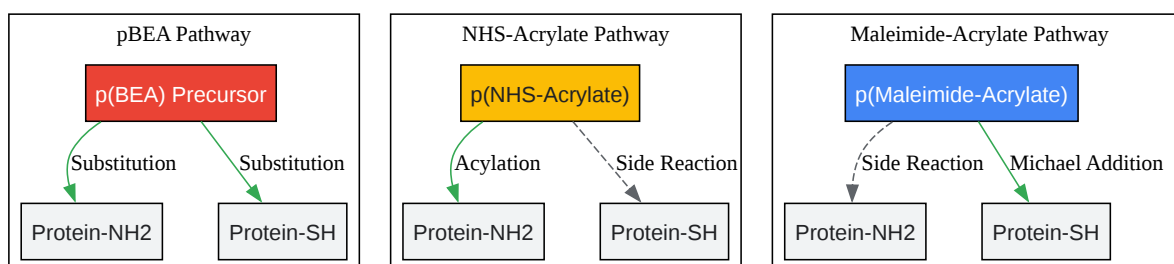 pBEA Pathway
p(BEA) Precursor
Substitution
Substitution
Protein-NH2
Protein-SH
NHS-Acrylate Pathway
p(NHS-Acrylate)
Acylation
Side Reaction
Protein-NH2
Protein-SH
Maleimide-Acrylate Pathway
p(Maleimide-Acrylate)
Side Reaction
Michael Addition
Protein-NH2
Protein-SH